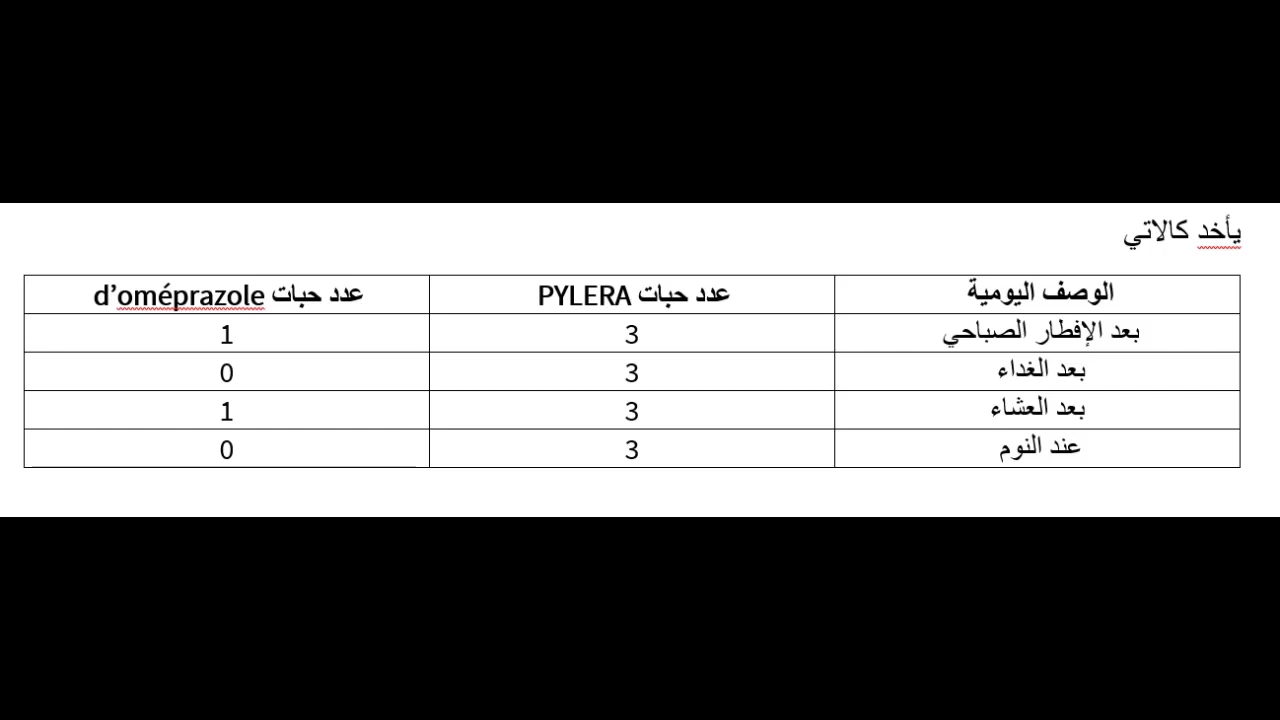 يأخد كالاتي
الوصف اليومية عدد حبات PYLERA عدد حبات d’oméprazole
بعد الإفطار الصباحي 3 1
بعد الغداء 3 0
بعد العشاء 3 1
عند النوم 3 0